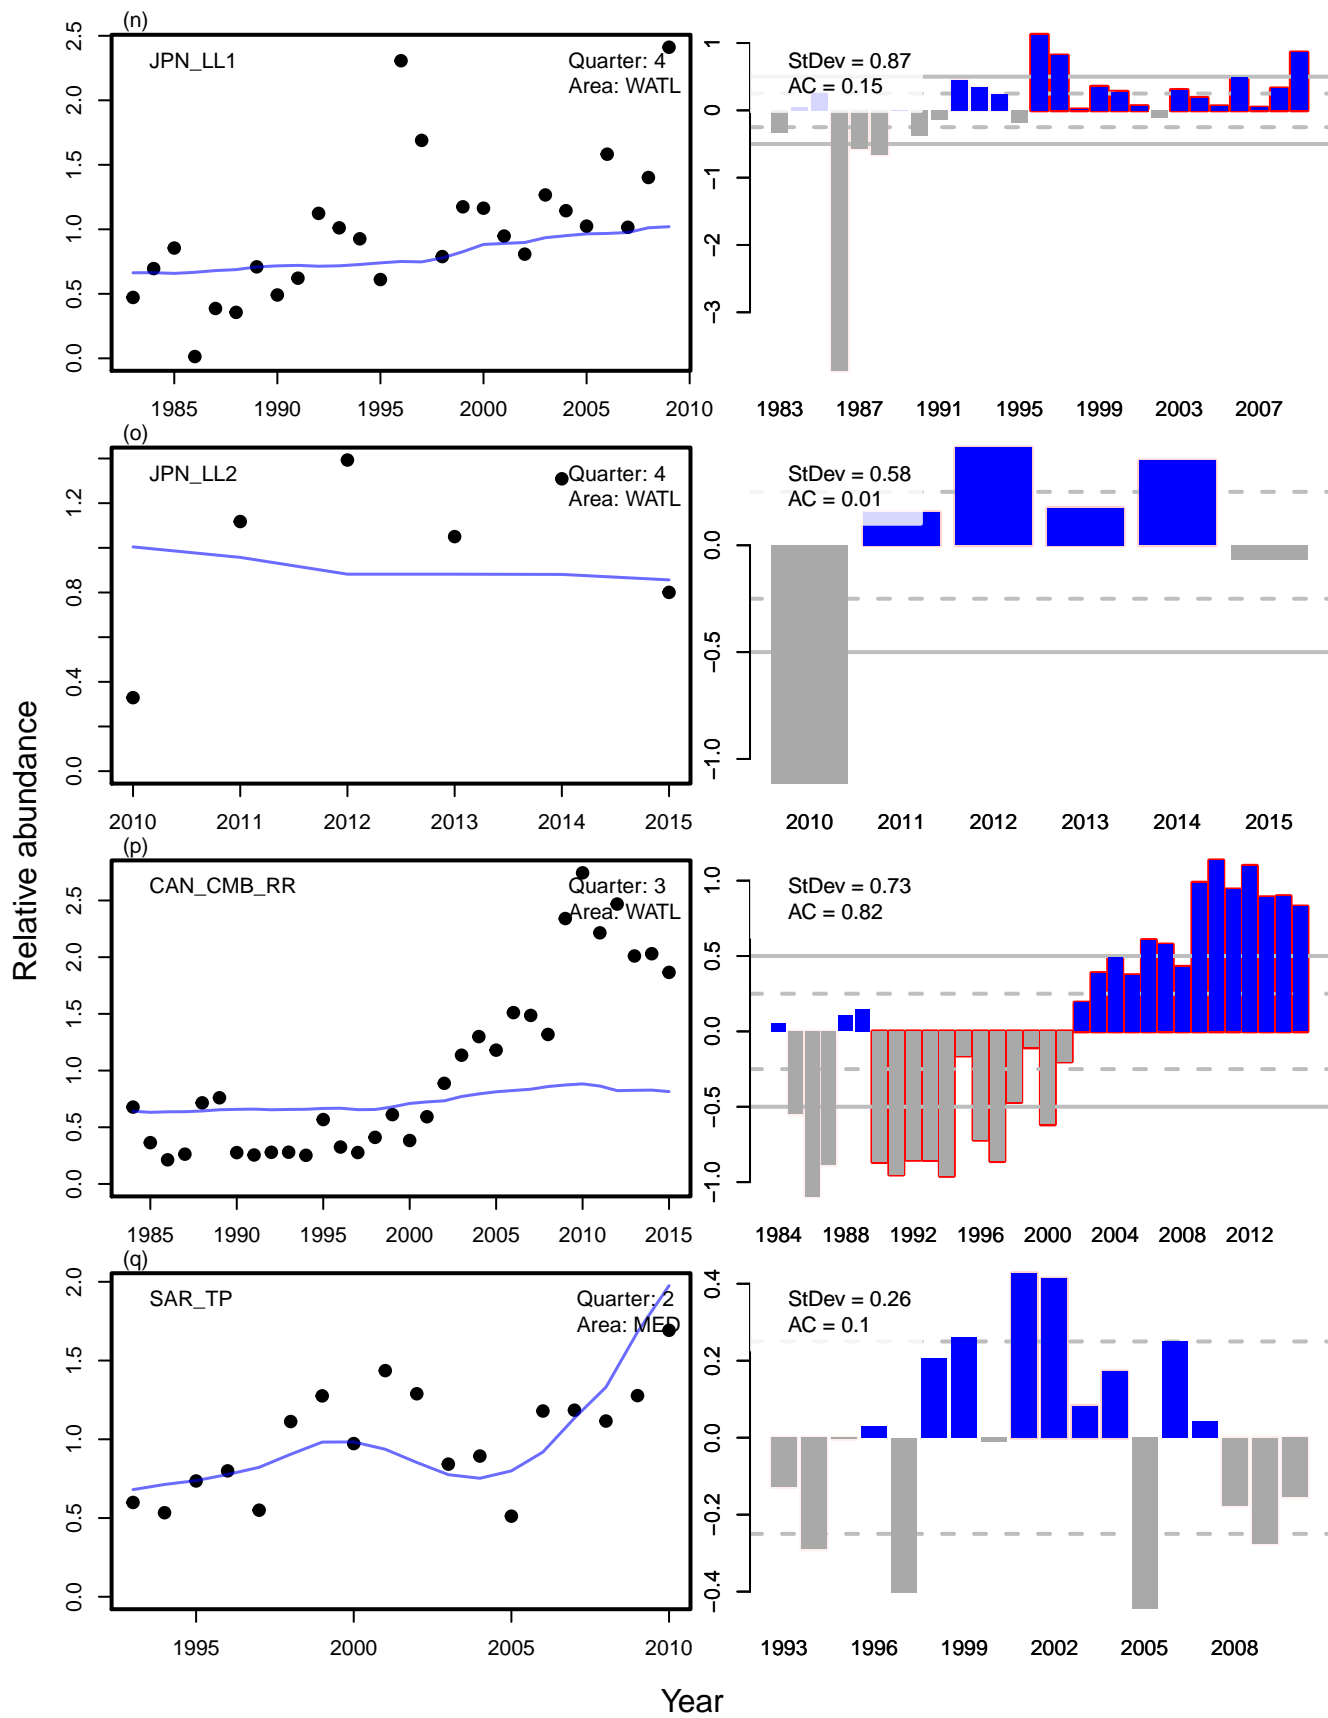 (n)
JPN_LL1
Quarter: 4
Area: WATL
0.0 0.5 1.0 1.5 2.0 2.5
1985 1990 1995 2000 2005 2010
StDev = 0.87
AC = 0.15
−3 −2 −1 0 1
1983 1987 1991 1995 1999 2003 2007
(o)
JPN_LL2
Quarter: 4
Area: WATL
0.0 0.4 0.8 1.2
2010 2011 2012 2013 2014 2015
StDev = 0.58
AC = 0.01
−1.0 −0.5 0.0
2010 2011 2012 2013 2014 2015
Relative abundance
(p)
CAN_CMB_RR
Quarter: 3
Area: WATL
0.0 0.5 1.0 1.5 2.0 2.5
1985 1990 1995 2000 2005 2010 2015
StDev = 0.73
AC = 0.82
−1.0 −0.5 0.0 0.5 1.0
1984 1988 1992 1996 2000 2004 2008 2012
(q)
SAR_TP
Quarter: 2
Area: MED
0.0 0.5 1.0 1.5 2.0
1995 2000 2005 2010
StDev = 0.26
AC = 0.1
−0.4 −0.2 0.0 0.2 0.4
1993 1996 1999 2002 2005 2008
Year